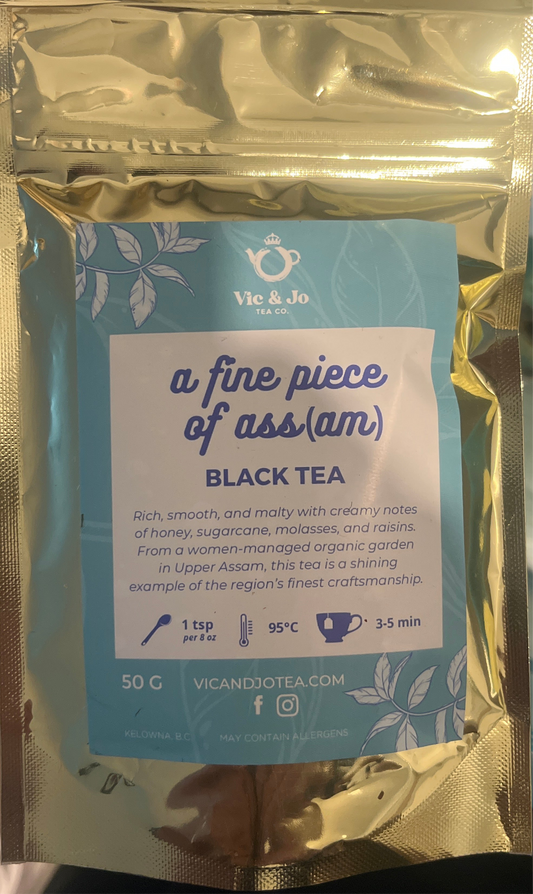 Vic & Jo
TEA CO.
a fine piece
of ass(am)
BLACK TEA
Rich, smooth, and malty with creamy notes
of honey, sugarcane, molasses, and raisins.
From a women-managed organic garden
in Upper Assam, this tea is a shining
example of the region's finest craftsmanship.
1 tsp
per 8 oz
95°C
3-5 min
50 G
VICANDJOTEA.COM
KELOWNA, B.C
MAY CONTAIN ALLERGENS